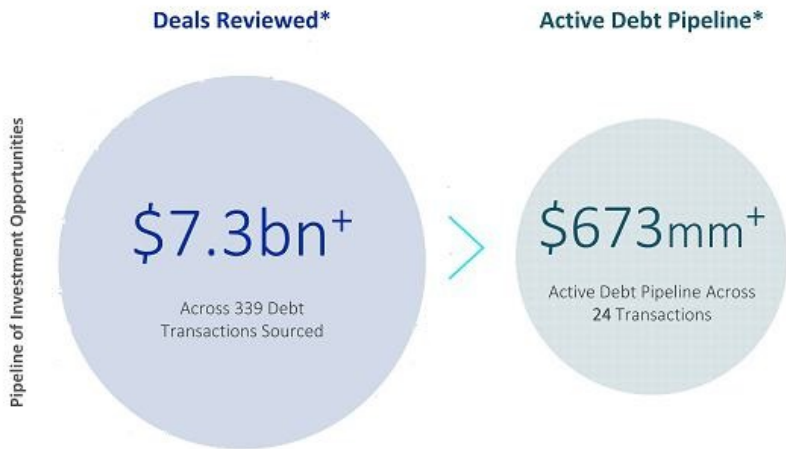 Deals Reviewed*
Active Debt Pipeline*
Pipeline of Investment Opportunities
$7.3bn+
Across 339 Debt
Transactions Sourced
$673mm+
Active Debt Pipeline Across
24 Transactions